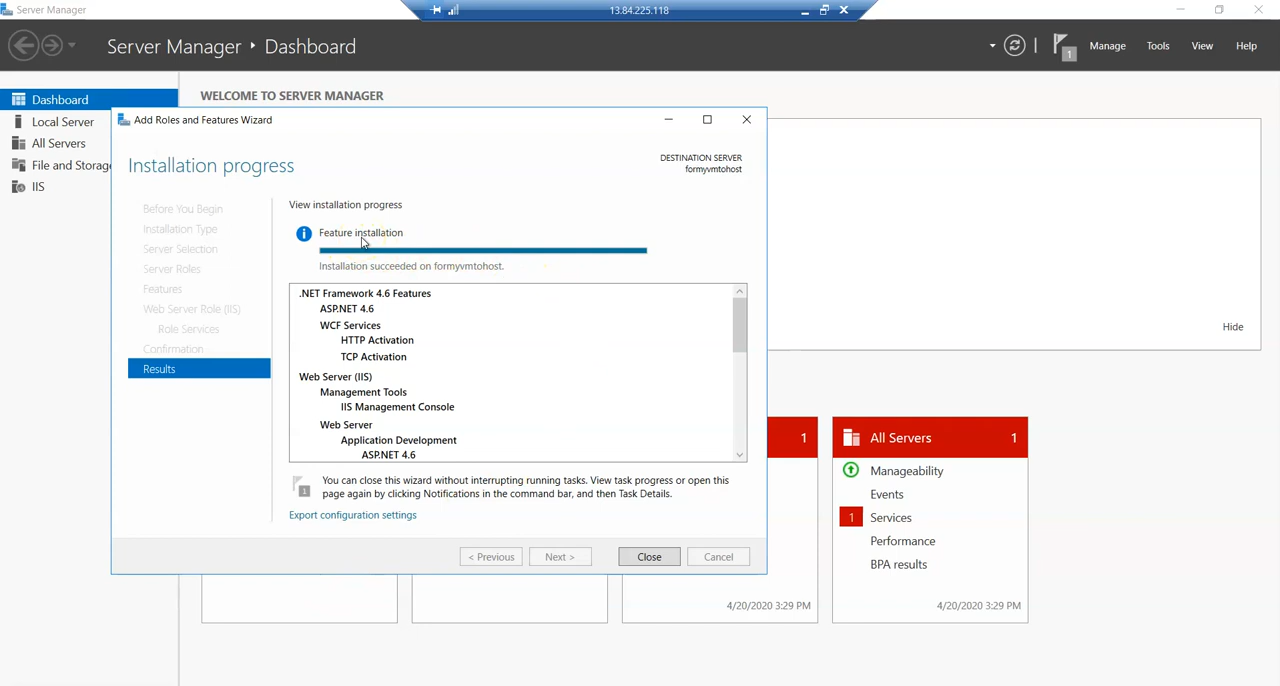 Server Manager
13.84.225.118
Server Manager
Dashboard
1
Manage
Tools
View
Help
Dashboard
Local Server
All Servers
File and Storag
IIS
WELCOME TO SERVER MANAGER
Add Roles and Features Wizard
Installation progress
DESTINATION SERVER
formyvmtohost
Before You Begin
Installation Type
Server Selection
Server Roles
Features
Web Server Role (IIS)
Role Services
Confirmation
Results
View installation progress
Feature installation
Installation succeeded on formyvmtohost.
.NET Framework 4.6 Features
ASP.NET 4.6
WCF Services
HTTP Activation
TCP Activation
Web Server (IIS)
Management Tools
IIS Management Console
Web Server
Application Development
ASP.NET 4.6
1
You can close this wizard without interrupting running tasks. View task progress or open this
page again by clicking Notifications in the command bar, and then Task Details.
Export configuration settings
< Previous
Next >
Close
Cancel
Hide
1
4/20/2020 3:29 PM
All Servers
1
Manageability
Events
1
Services
Performance
BPA results
4/20/2020 3:29 PM